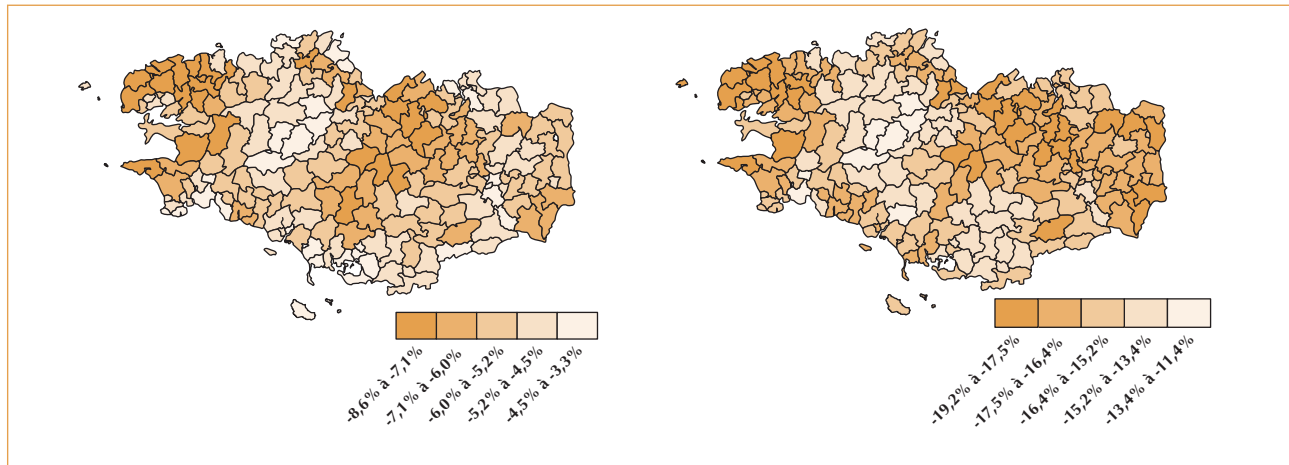 -8,6% à -7,1%
-7,1% à -6,0%
-6,0% à -5,2%
-5,2% à -4,5%
-4,5% à -3,3%
-19,2% à -17,5%
-17,5% à -16,4%
-16,4% à -15,2%
-15,2% à -13,4%
-13,4% à -11,4%